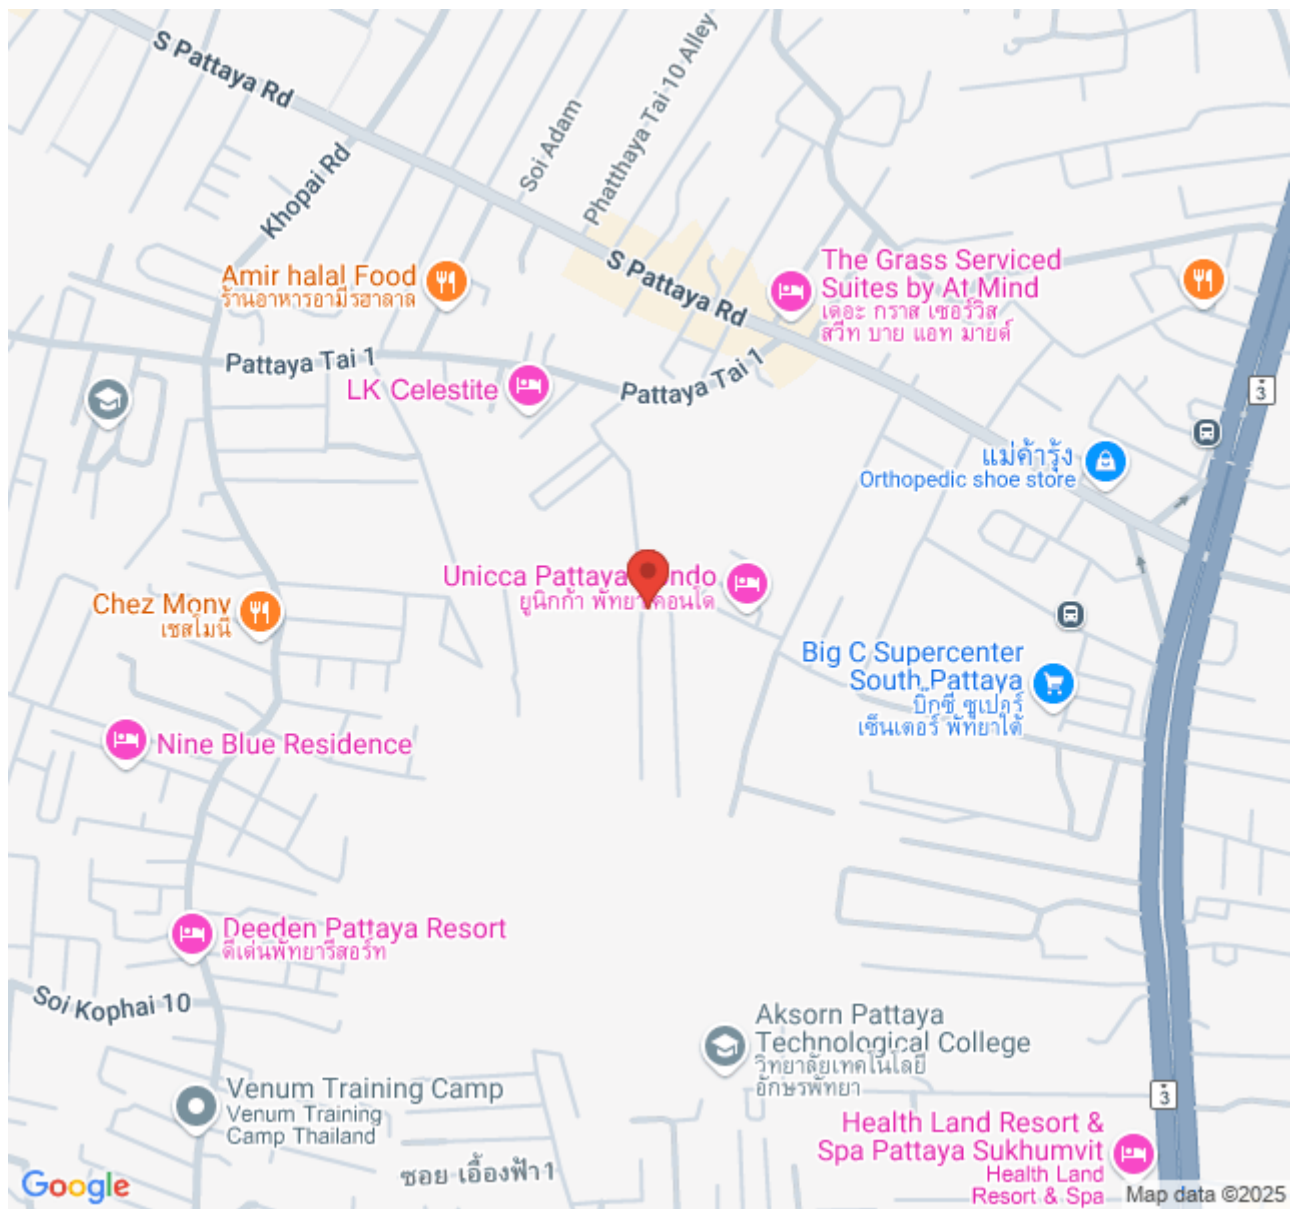 S Pattaya Rd
Phatthaya Tai 10 Alley
Soi Adam
Khopai Rd
S Pattaya Rd
The Grass Serviced
Suites by At Mind
เดอะ กราส เซอร์วิส
สวีท บาย แอท มายด์
Amir halal Food
ร้านอาหารอามีรฮาลาล
Pattaya Tai 1
LK Celestite
Pattaya Tai 1
3
แม่ค้ารุ้ง
Orthopedic shoe store
Unicca Pattaya
ndo
ยูนิกก้า พัทยา คอนโด
Chez Mony
เชสโมนี
Big C Supercenter
South Pattaya
บิ๊กซี ซูเปอร์
เซ็นเตอร์ พัทยาใต้
Nine Blue Residence
Deeden Pattaya Resort
ดีเด่นพัทยารีสอร์ท
Soi Kophai 10
Aksorn Pattaya
Technological College
วิทยาลัยเทคโนโลยี
อักษรพัทยา
Venum Training Camp
Venum Training
Camp Thailand
3
Health Land Resort &
Spa Pattaya Sukhumvit
Health Land
Resort & Spa
ซอย เอื้องฟ้า 1
Google
Map data ©2025